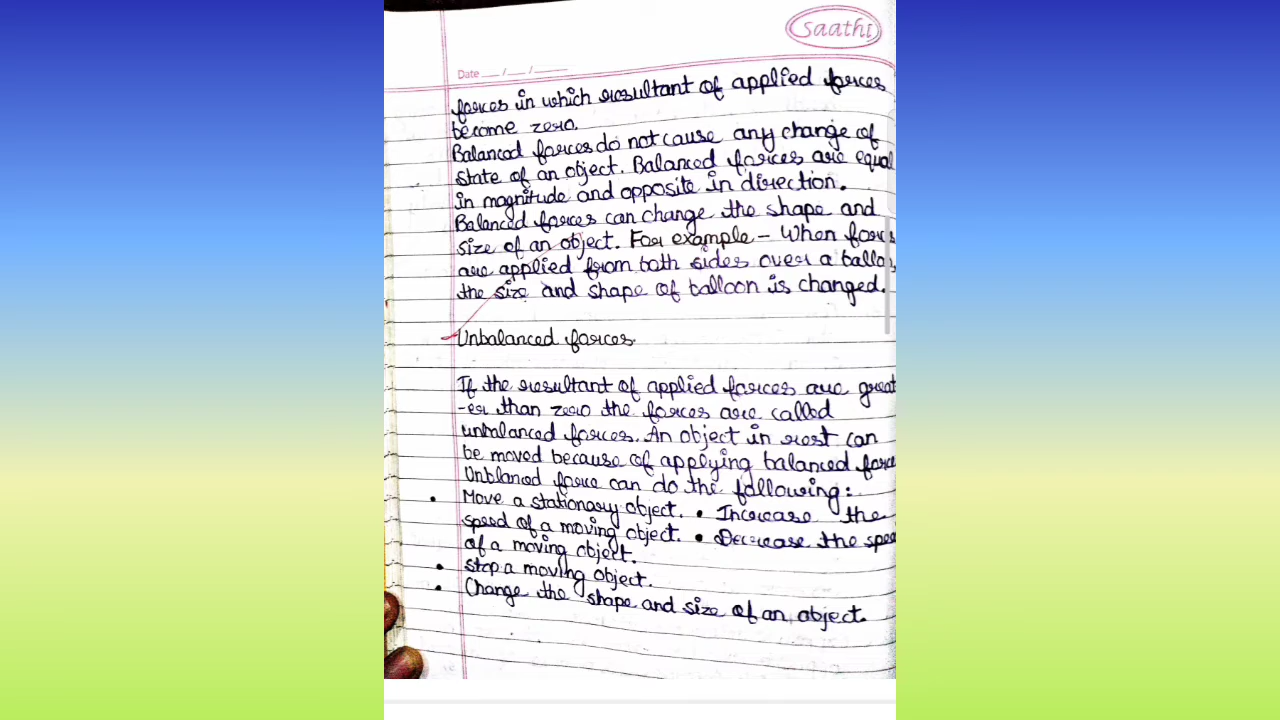 saathi
Date __/__/____
forces in which resultant of applied forces
become zero.
Balanced forces do not cause any change of
state of an object. Balanced forces are equal
in magnitude and opposite in direction.
Balanced forces can change the shape and
size of an object. For example - When forces
are applied from both sides over a balloo
the size and shape of balloon is changed.
Unbalanced forces
If the resultant of applied forces are great
-er than zero the forces are called
unbalanced forces. An object in rest can
be moved because of applying balanced force
Unblanced force can do the following:
• Move a stationary object. • Increase the
speed of a moving object. • Decrease the spee
of a moving object.
• Stop a moving object.
• Change the shape and size of an object.